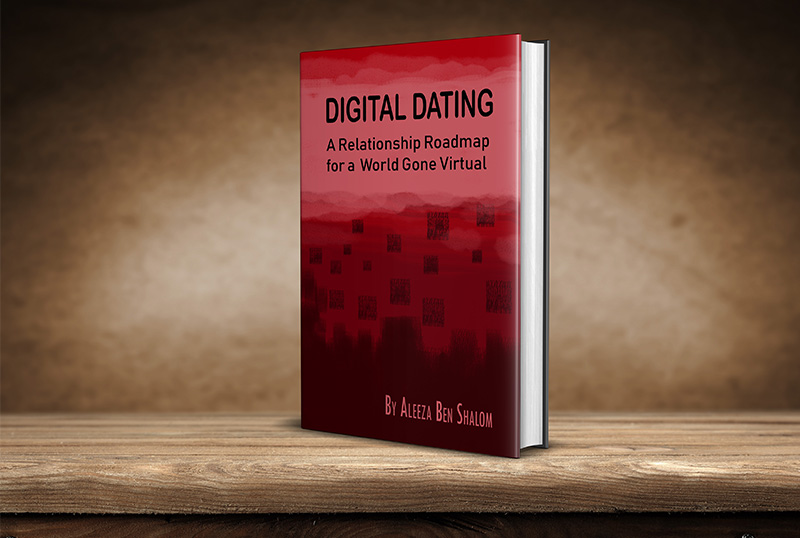 DIGITAL DATING
A Relationship Roadmap
for a World Gone Virtual
By Aleeza Ben Shalom